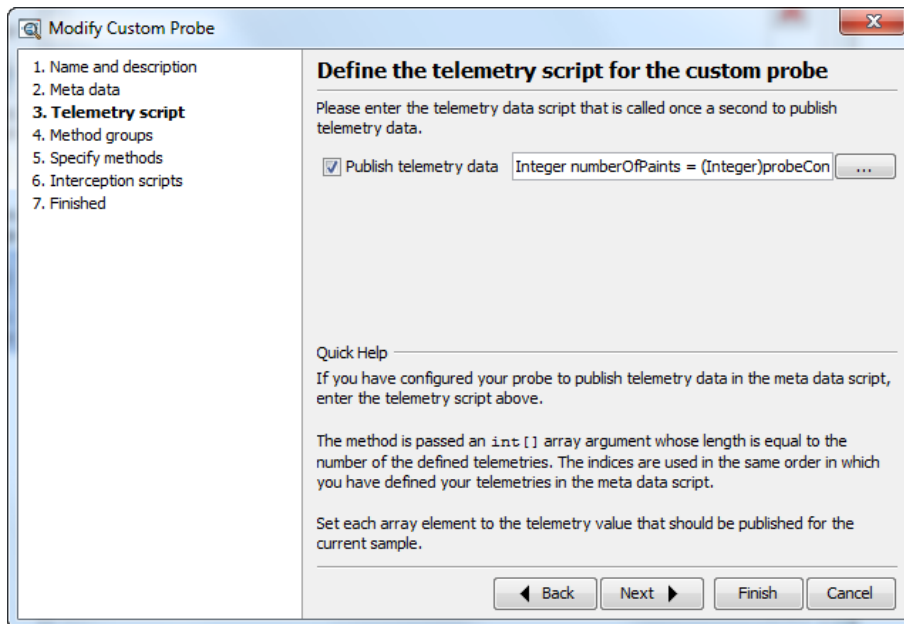 Modify Custom Probe
1. Name and description
2. Meta data
3. Telemetry script
4. Method groups
5. Specify methods
6. Interception scripts
7. Finished
Define the telemetry script for the custom probe
Please enter the telemetry data script that is called once a second to publish
telemetry data.
Publish telemetry data Integer numberOfPaints = (Integer)probeCon ...
Quick Help
If you have configured your probe to publish telemetry data in the meta data script,
enter the telemetry script above.
The method is passed an int[] array argument whose length is equal to the
number of the defined telemetries. The indices are used in the same order in which
you have defined your telemetries in the meta data script.
Set each array element to the telemetry value that should be published for the
current sample.
Back Next Finish Cancel